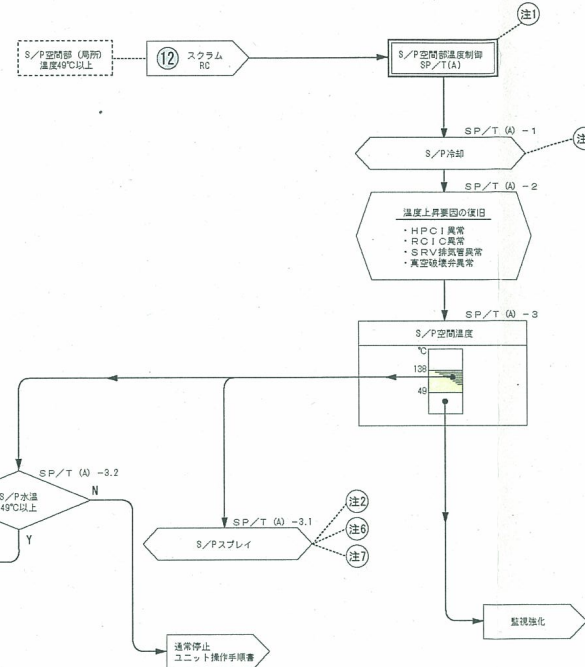 注1
S/P空間部(局所)
温度49℃以上
⑫ スクラム
RC
S/P空間部温度制御
SP/T(A)
SP/T (A) -1
S/P冷却
注
SP/T (A) -2
温度上昇要因の復旧
・HPCI異常
・RCIC異常
・SRV排気管異常
・真空破壊弁異常
SP/T (A) -3
S/P空間温度
℃
138
49
SP/T (A) -3.2
S/P水温
49℃以上
N
Y
SP/T (A) -3.1
S/Pスプレイ
注2
注6
注7
監視強化
通常停止
ユニット操作手順書